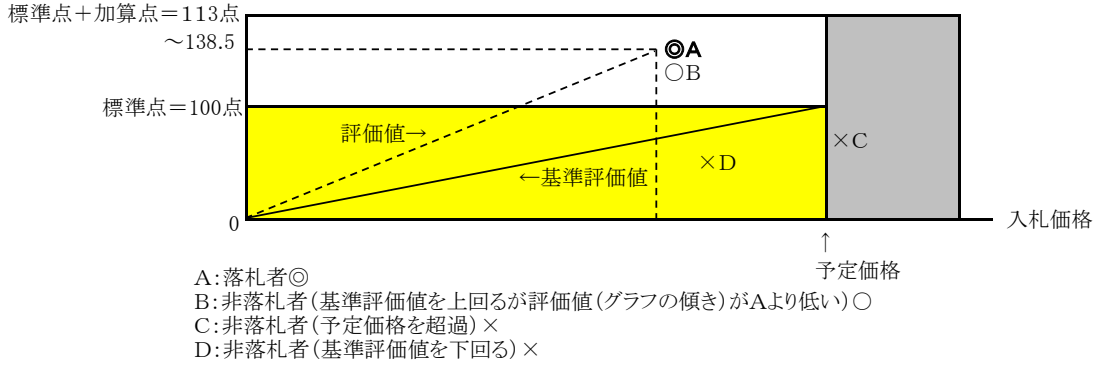 標準点＋加算点＝113点
～138.5
◎A
○B
標準点＝100点
評価値→
×C
×D
←基準評価値
0
入札価格
↑
予定価格
A：落札者◎
B：非落札者（基準評価値を上回るが評価値（グラフの傾き）がAより低い）○
C：非落札者（予定価格を超過）×
D：非落札者（基準評価値を下回る）×